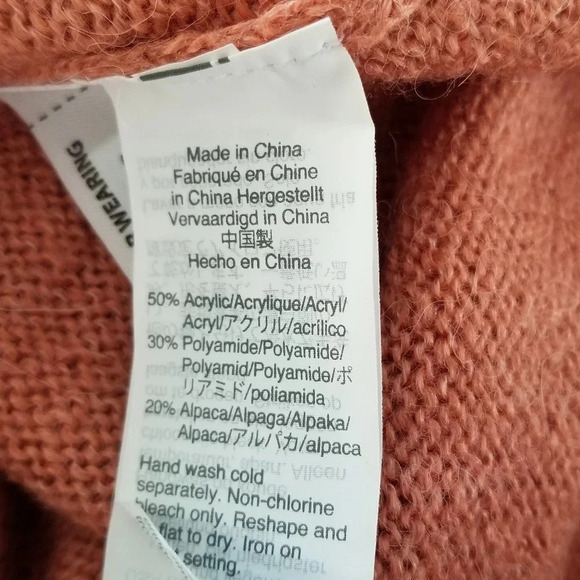 WEARING
Made in China
Fabriqué en Chine
in China Hergestellt
Vervaardigd in China
中国製
Hecho en China
50% Acrylic/Acrylique/Acryl/
Acryl/アクリル/acrílico
30% Polyamide/Polyamide/
Polyamid/Polyamide/ポ
リアミド/poliamida
20% Alpaca/Alpaga/Alpaka/
Alpaca/アルパカ/alpaca
Hand wash cold
separately. Non-chlorine
bleach only. Reshape and
flat to dry. Iron on
setting.